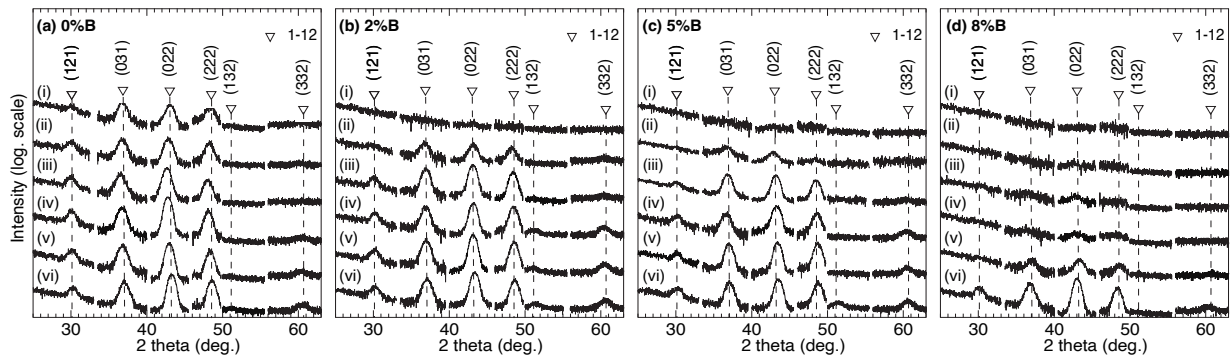 (a) 0%B
1-12
(121)
(031)
(022)
(222)
(132)
(332)
(i)
(ii)
(iii)
(iv)
(v)
(vi)
Intensity (log. scale)
30 40 50 60
2 theta (deg.)
(b) 2%B
1-12
(121)
(031)
(022)
(222)
(132)
(332)
(i)
(ii)
(iii)
(iv)
(v)
(vi)
30 40 50 60
2 theta (deg.)
(c) 5%B
1-12
(121)
(031)
(022)
(222)
(132)
(332)
(i)
(ii)
(iii)
(iv)
(v)
(vi)
30 40 50 60
2 theta (deg.)
(d) 8%B
1-12
(121)
(031)
(022)
(222)
(132)
(332)
(i)
(ii)
(iii)
(iv)
(v)
(vi)
30 40 50 60
2 theta (deg.)